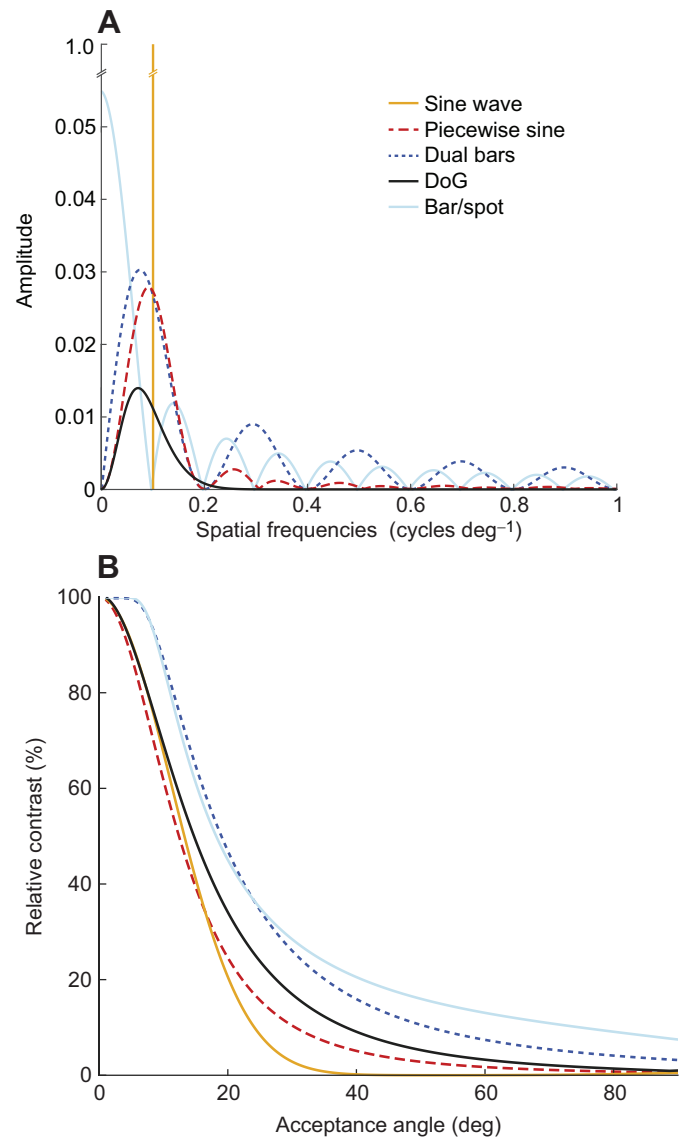 A
1.0
0.05
0.04
0.03
0.02
0.01
0
Amplitude
Sine wave
Piecewise sine
Dual bars
DoG
Bar/spot
0 0.2 0.4 0.6 0.8 1
Spatial frequencies (cycles deg⁻¹)
B
100
80
60
40
20
0
Relative contrast (%)
0 20 40 60 80
Acceptance angle (deg)